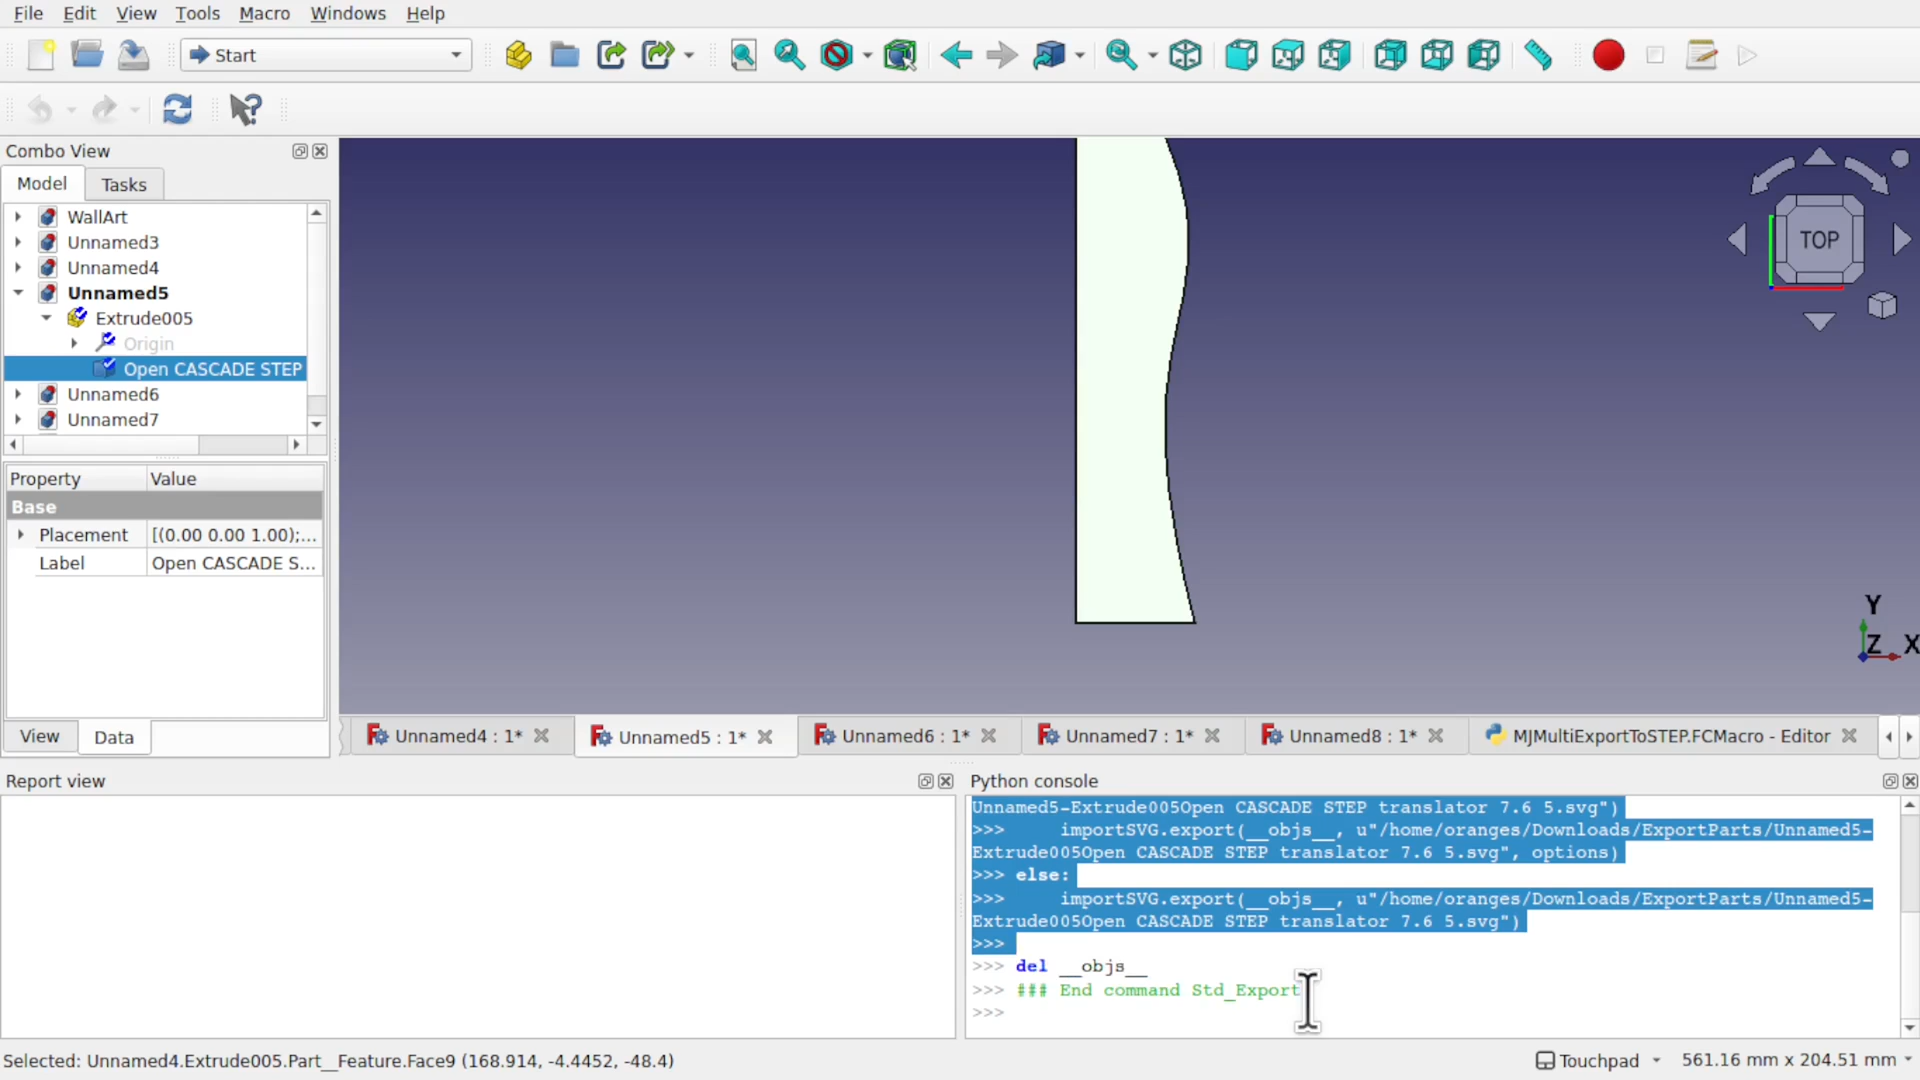 File Edit View Tools Macro Windows Help
Start
Combo View
Model Tasks
WallArt
Unnamed3
Unnamed4
Unnamed5
Extrude005
Origin
Open CASCADE STEP
Unnamed6
Unnamed7
Property Value
Base
Placement [(0.00 0.00 1.00);...
Label Open CASCADE S...
View Data
TOP
Y
Z X
Unnamed4 : 1* Unnamed5 : 1* Unnamed6 : 1* Unnamed7 : 1* Unnamed8 : 1* MJMultiExportToSTEP.FCMacro - Editor
Report view
Python console
Unnamed5-Extrude005Open CASCADE STEP translator 7.6 5.svg")
>>> importSVG.export(__objs__, u"/home/oranges/Downloads/ExportParts/Unnamed5-
Extrude005Open CASCADE STEP translator 7.6 5.svg", options)
>>> else:
>>> importSVG.export(__objs__, u"/home/oranges/Downloads/ExportParts/Unnamed5-
Extrude005Open CASCADE STEP translator 7.6 5.svg")
>>>
>>> del __objs__
>>> ### End command Std_Export
>>>
Selected: Unnamed4.Extrude005.Part__Feature.Face9 (168.914, -4.4452, -48.4)
Touchpad 561.16 mm x 204.51 mm